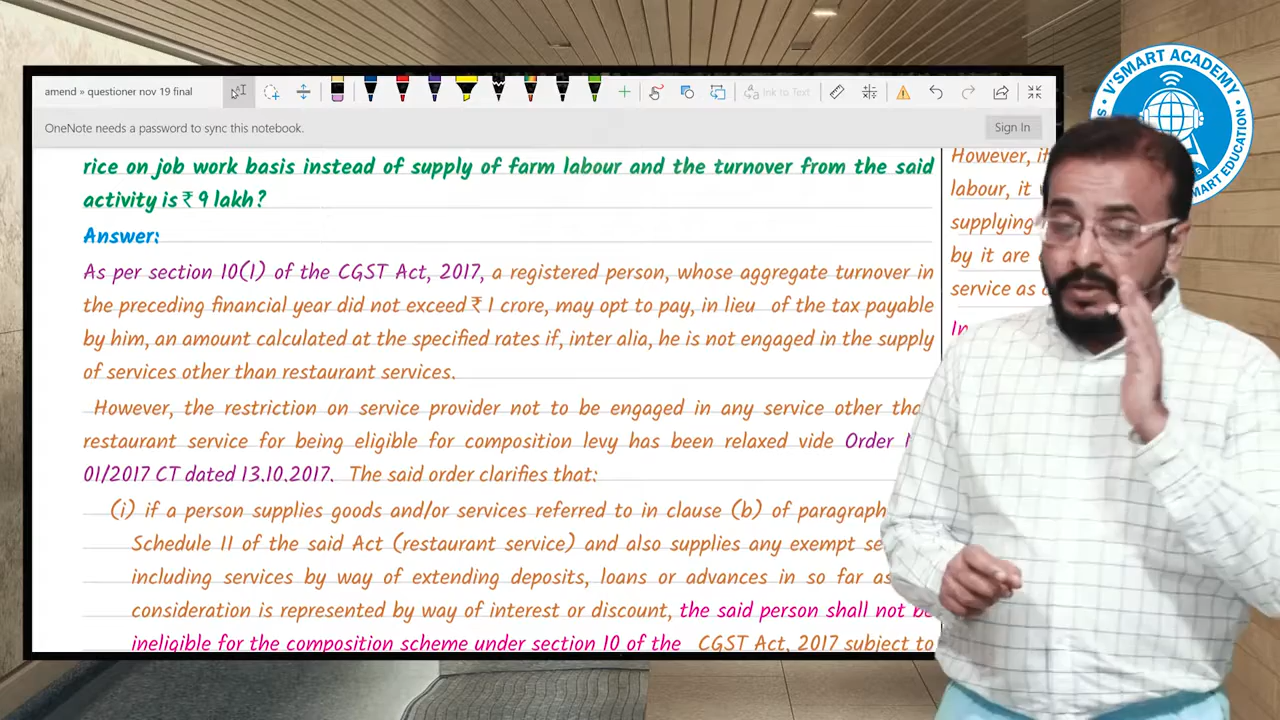 V'SMART ACADEMY
SMART EDUCATION
amend » questioner nov 19 final
Ink to Text
OneNote needs a password to sync this notebook.
Sign In
rice on job work basis instead of supply of farm labour and the turnover from the said
activity is ₹ 9 lakh?
Answer:
As per section 10(1) of the CGST Act, 2017, a registered person, whose aggregate turnover in
the preceding financial year did not exceed ₹ 1 crore, may opt to pay, in lieu of the tax payable
by him, an amount calculated at the specified rates if, inter alia, he is not engaged in the supply
of services other than restaurant services.
However, the restriction on service provider not to be engaged in any service other
restaurant service for being eligible for composition levy has been relaxed vide Order
01/2017 CT dated 13.10.2017. The said order clarifies that:
(i) if a person supplies goods and/or services referred to in clause (b) of paragraph
Schedule II of the said Act (restaurant service) and also supplies any exempt
including services by way of extending deposits, loans or advances in so far as
consideration is represented by way of interest or discount, the said person shall not be
ineligible for the composition scheme under section 10 of the CGST Act, 2017 subject to
However,
labour, it
supplying
by it are
service as